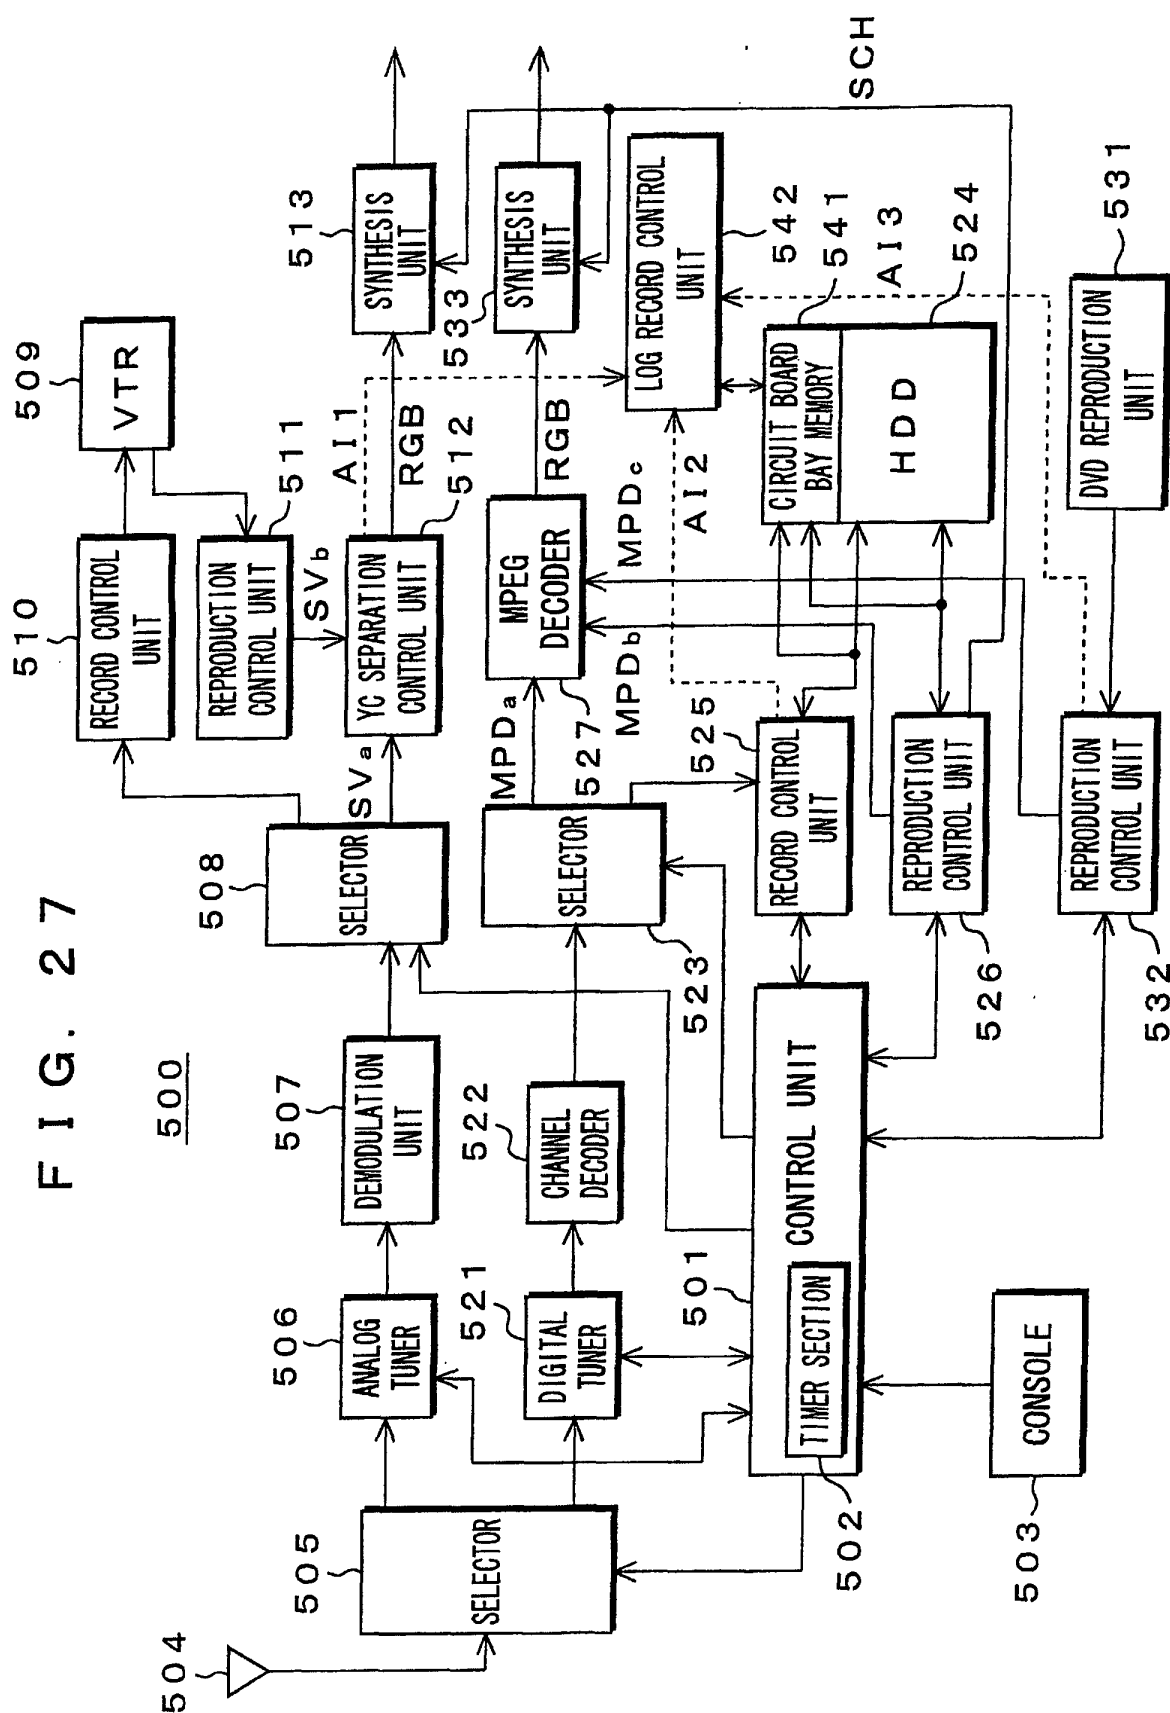 FIG. 27
500
504
505
SELECTOR
506
ANALOG
TUNER
507
DEMODULATION
UNIT
508
SELECTOR
510
RECORD CONTROL
UNIT
509
VTR
REPRODUCTION
CONTROL UNIT
511
SVb
SVa
YC SEPARATION
CONTROL UNIT
512
AI1
RGB
513
SYNTHESIS
UNIT
521
DIGITAL
TUNER
522
CHANNEL
DECODER
SELECTOR
523
MPDa
MPEG
DECODER
527
RGB
533
SYNTHESIS
UNIT
MPDb
MPDc
AI2
LOG RECORD CONTROL
UNIT
542
SCH
501
CONTROL UNIT
TIMER SECTION
502
503
CONSOLE
525
RECORD CONTROL
UNIT
CIRCUIT BOARD
BAY MEMORY
541
HDD
524
AI3
REPRODUCTION
CONTROL UNIT
526
REPRODUCTION
CONTROL UNIT
532
DVD REPRODUCTION
UNIT
531